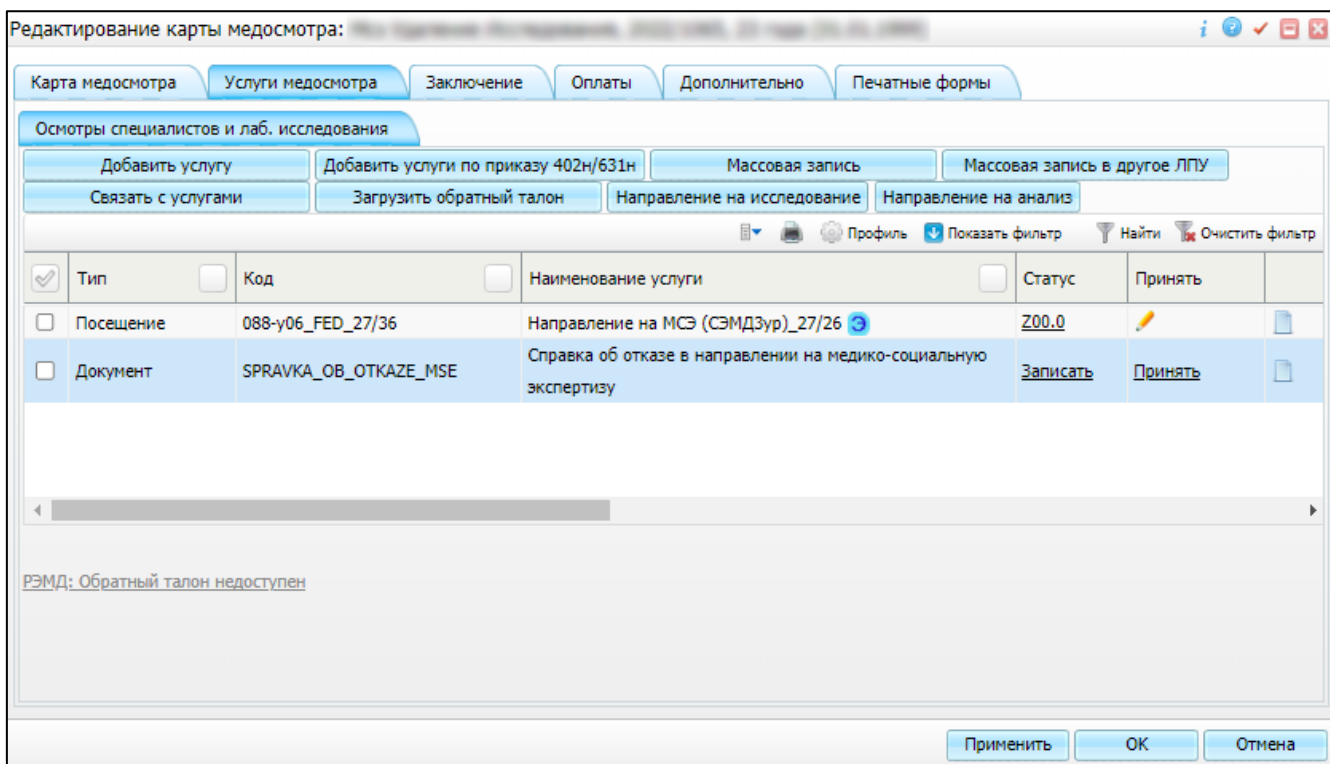 Редактирование карты медосмотра:
Карта медосмотра Услуги медосмотра Заключение Оплаты Дополнительно Печатные формы
Осмотры специалистов и лаб. исследования
Добавить услугу Добавить услуги по приказу 402н/631н Массовая запись Массовая запись в другое ЛПУ
Связать с услугами Загрузить обратный талон Направление на исследование Направление на анализ
Профиль Показать фильтр Найти Очистить фильтр
Тип Код Наименование услуги Статус Принять
Посещение 088-у06_FED_27/36 Направление на МСЭ (СЭМД3ур)_27/26 Э Z00.0
Документ SPRAVKA_OB_OTKAZE_MSE Справка об отказе в направлении на медико-социальную Записать Принять
экспертизу
РЭМД: Обратный талон недоступен
Применить ОК Отмена